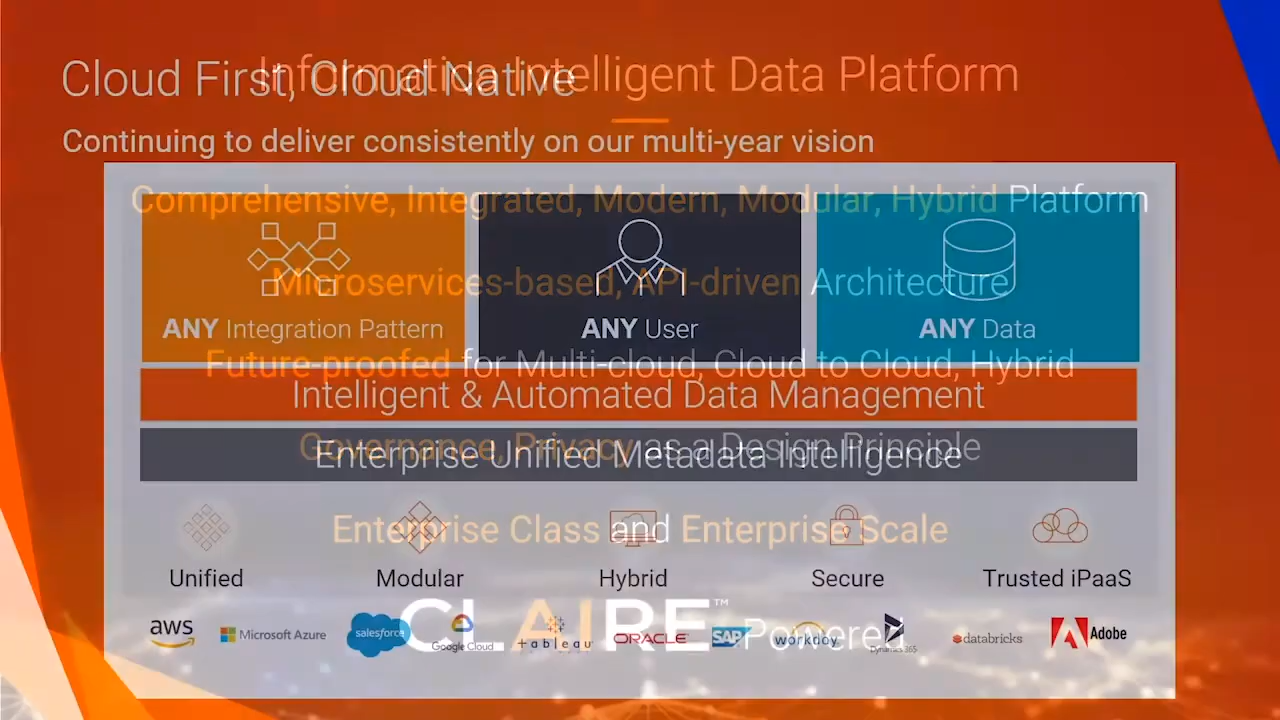 Informatica Intelligent Data Platform
Cloud First, Cloud Native
Continuing to deliver consistently on our multi-year vision
Comprehensive, Integrated, Modern, Modular, Hybrid Platform
Microservices-based, API-driven Architecture
ANY Integration Pattern
ANY User
ANY Data
Future-proofed for Multi-cloud, Cloud to Cloud, Hybrid
Intelligent & Automated Data Management
Governance, Privacy as a Design Principle
Enterprise Unified Metadata Intelligence
Enterprise Class and Enterprise Scale
Unified
Modular
Hybrid
Secure
Trusted iPaaS
CLAIRE™ Powered
aws
Microsoft Azure
salesforce
Google Cloud
+ableau
ORACLE
SAP
workday
Dynamics 365
databricks
Adobe